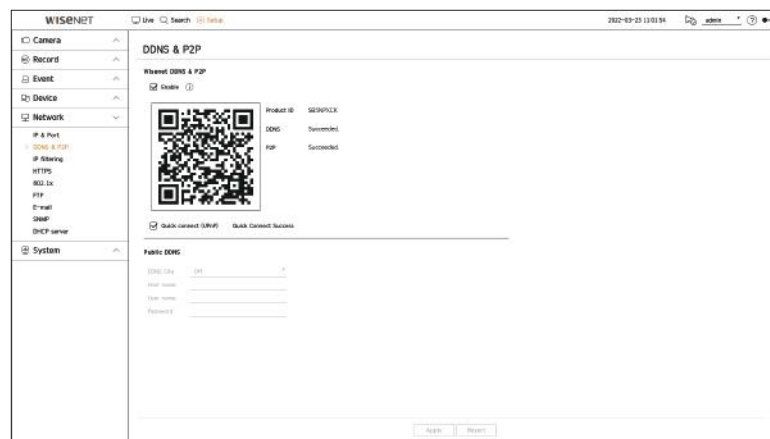 WISENET
Live Search Setup 2022-03-23 11:01:54 admin
Camera
Record
Event
Device
Network
IP & Port
DDNS & P2P
IP filtering
HTTPS
802.1x
FTP
E-mail
SNMP
DHCP server
System
DDNS & P2P
Wisenet DDNS & P2P
Enable
Product ID
DDNS Succeeded.
P2P Succeeded.
Quick connect (UPnP) Quick Connect Success
Public DDNS
DDNS Site Off
Host name
User name
Password
Apply Revert